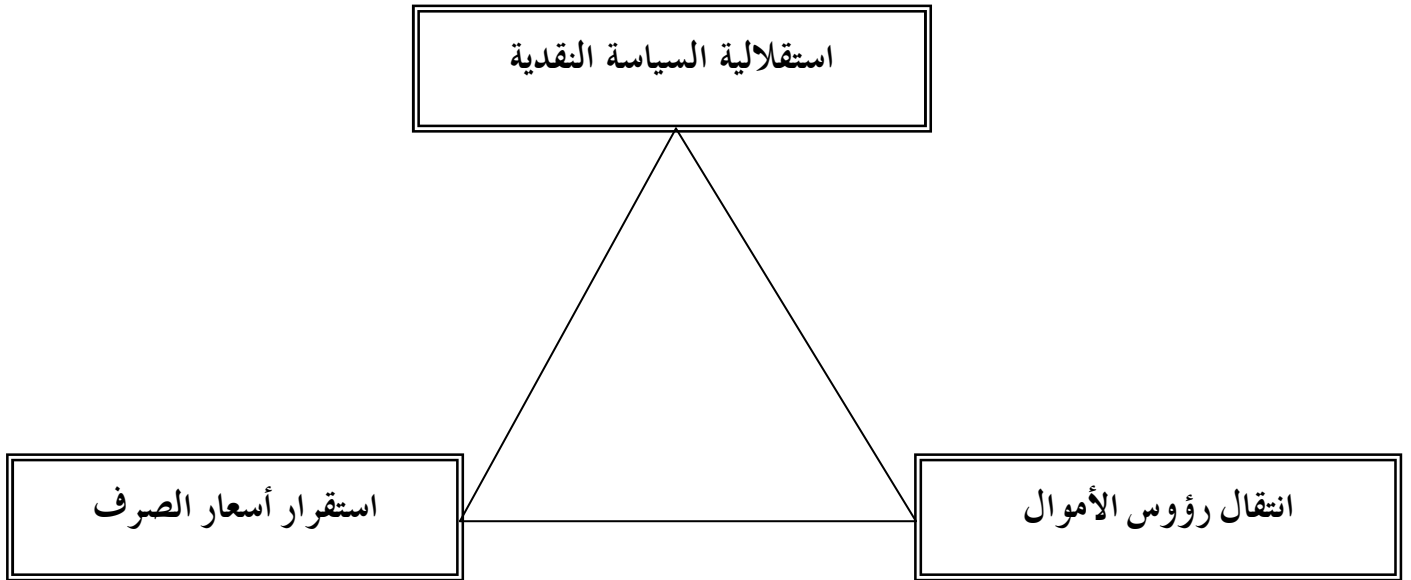 استقلالية السياسة النقدية
انتقال رؤوس الأموال
استقرار أسعار الصرف